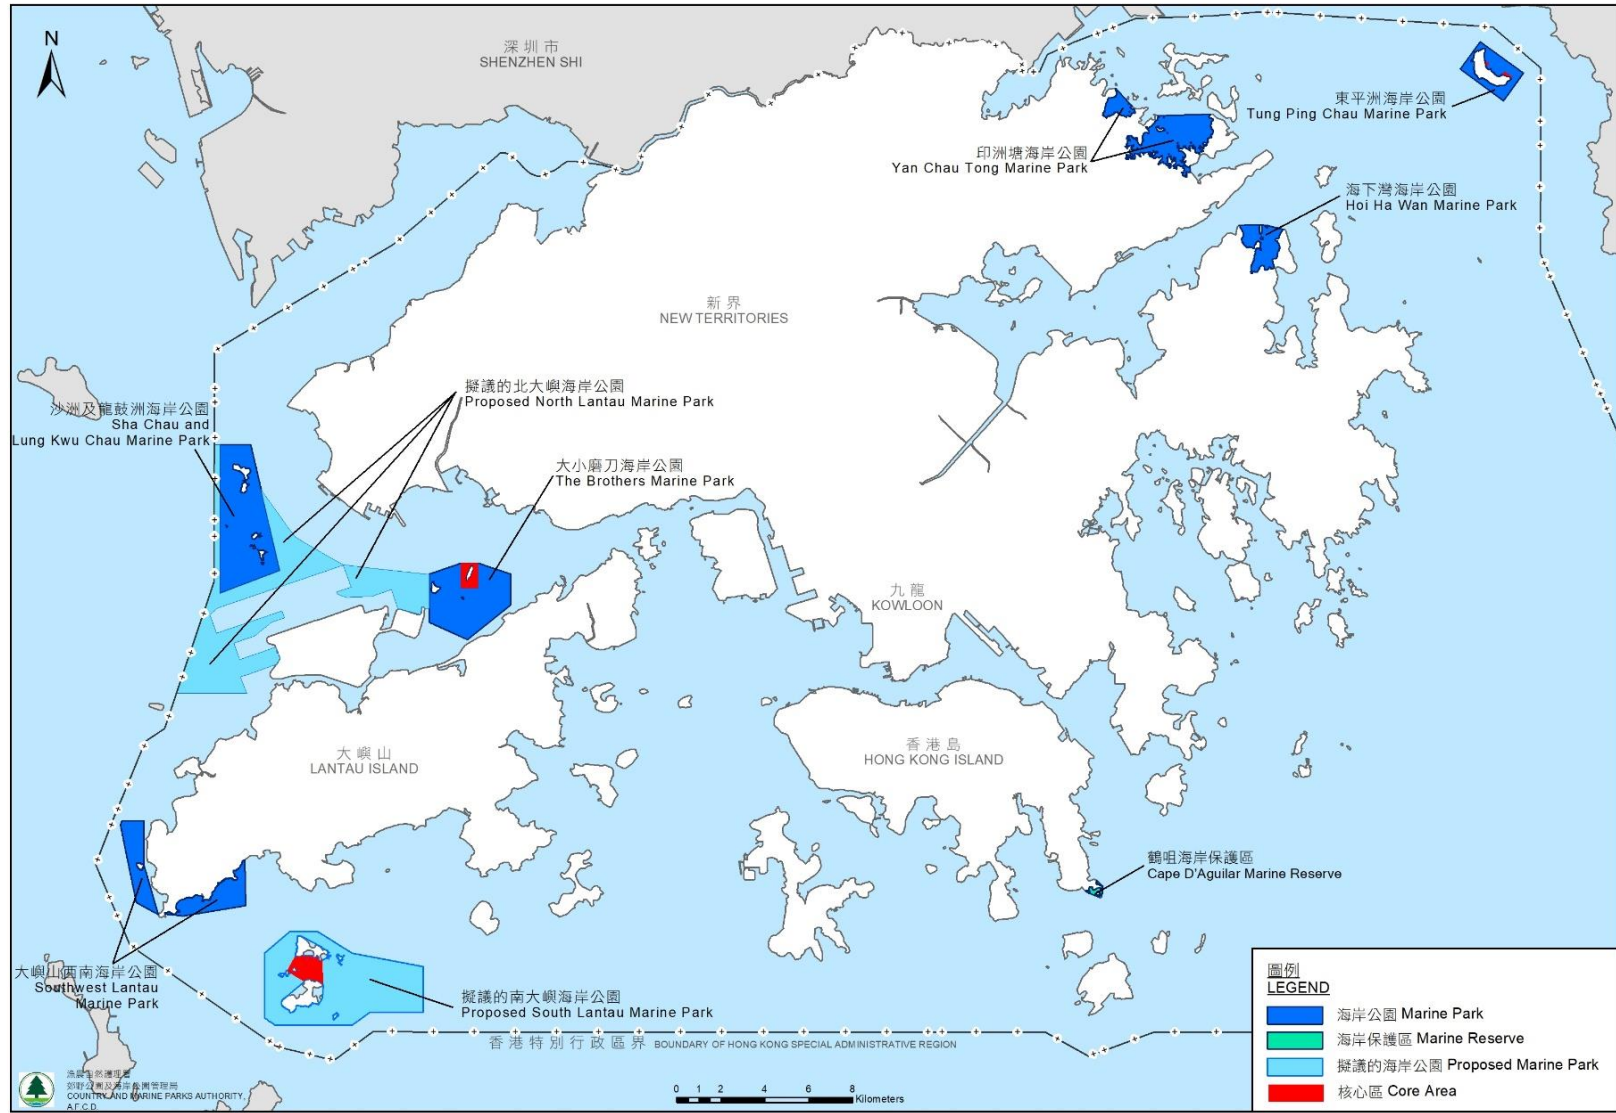 N
深圳市
SHENZHEN SHI
東平洲海岸公園
Tung Ping Chau Marine Park
印洲塘海岸公園
Yan Chau Tong Marine Park
海下灣海岸公園
Hoi Ha Wan Marine Park
新界
NEW TERRITORIES
擬議的北大嶼海岸公園
Proposed North Lantau Marine Park
沙洲及龍鼓洲海岸公園
Sha Chau and
Lung Kwu Chau Marine Park
大小磨刀海岸公園
The Brothers Marine Park
九龍
KOWLOON
大嶼山
LANTAU ISLAND
香港島
HONG KONG ISLAND
鶴咀海岸保護區
Cape D'Aguilar Marine Reserve
大嶼山西南海岸公園
Southwest Lantau
Marine Park
擬議的南大嶼海岸公園
Proposed South Lantau Marine Park
香港特別行政區界 BOUNDARY OF HONG KONG SPECIAL ADMINISTRATIVE REGION
圖例
LEGEND
海岸公園 Marine Park
海岸保護區 Marine Reserve
擬議的海岸公園 Proposed Marine Park
核心區 Core Area
漁農自然護理署
郊野公園及海岸公園管理局
COUNTRY AND MARINE PARKS AUTHORITY,
A.F.C.D.
0 1 2 4 6 8
Kilometers